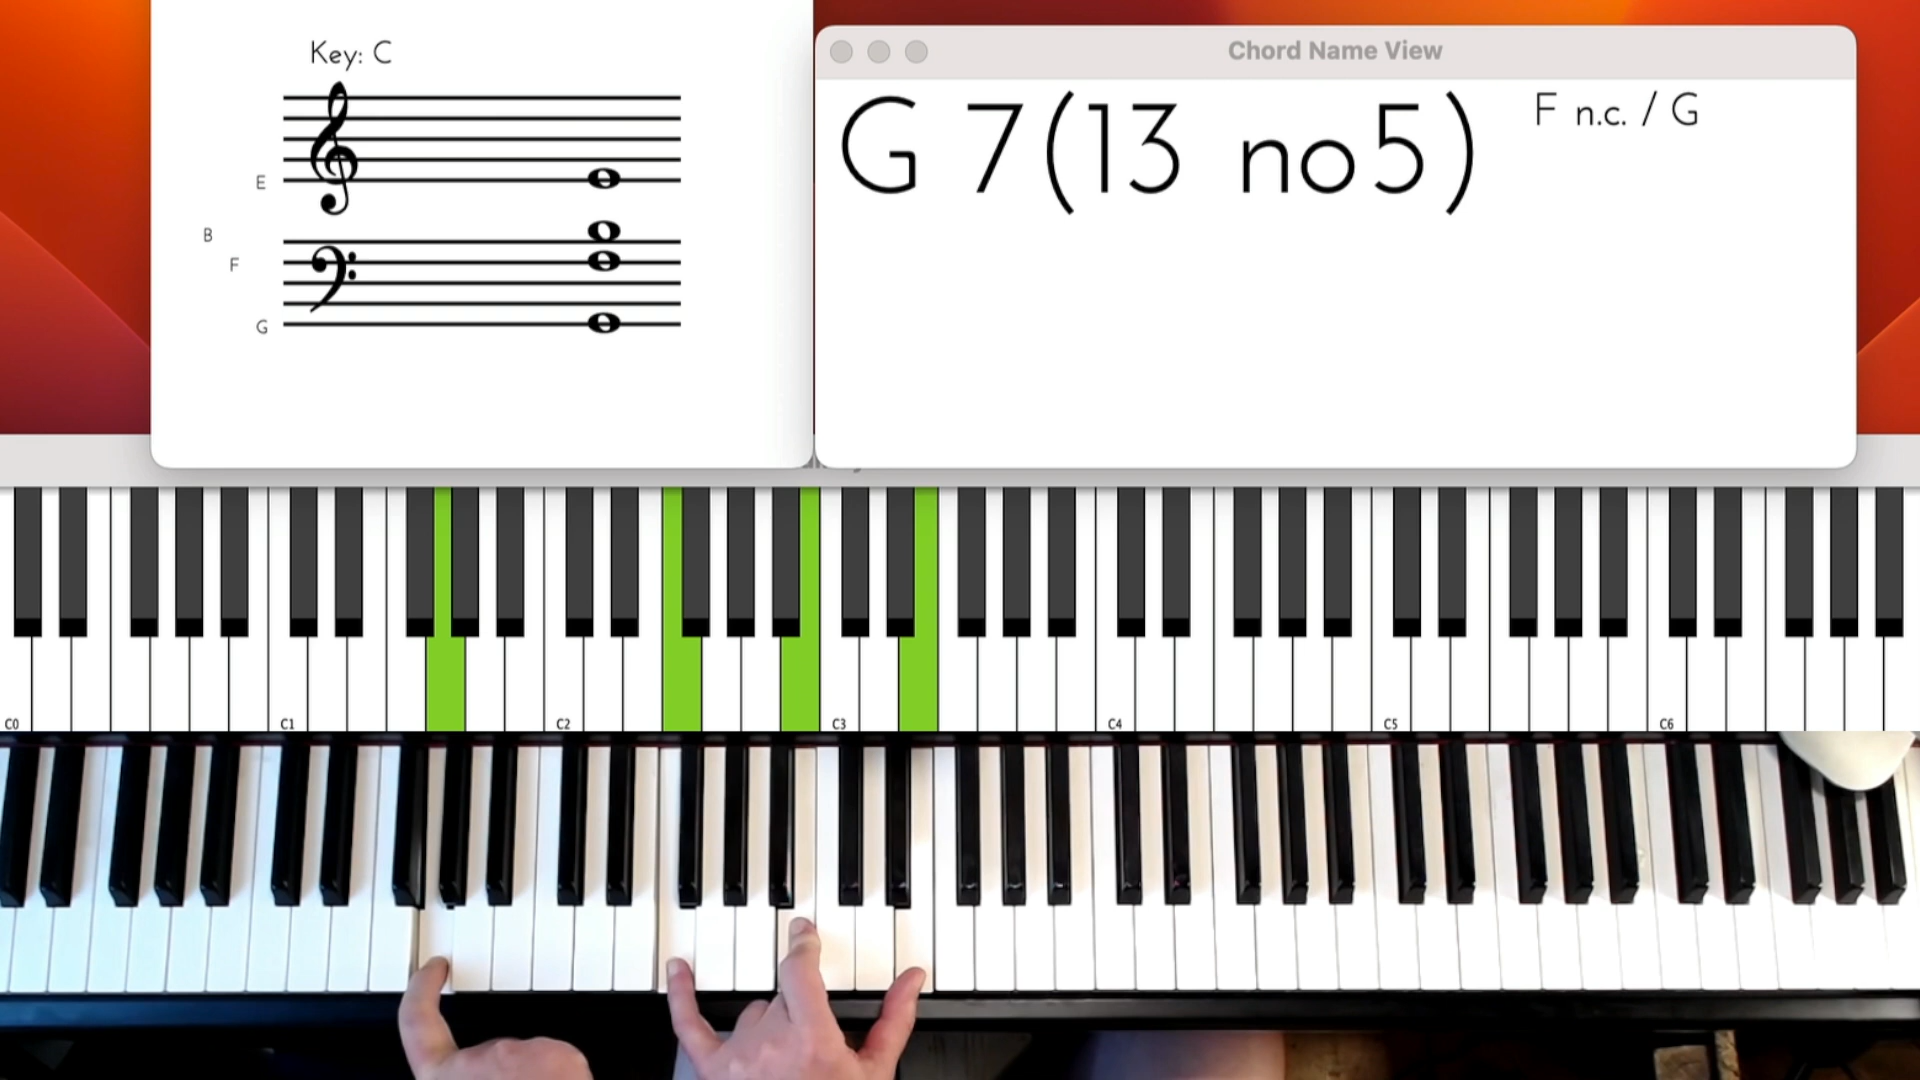 Key: C
E
B
F
G
Chord Name View
G 7(13 no5)
F n.c. / G
C0 C1 C2 C3 C4 C5 C6